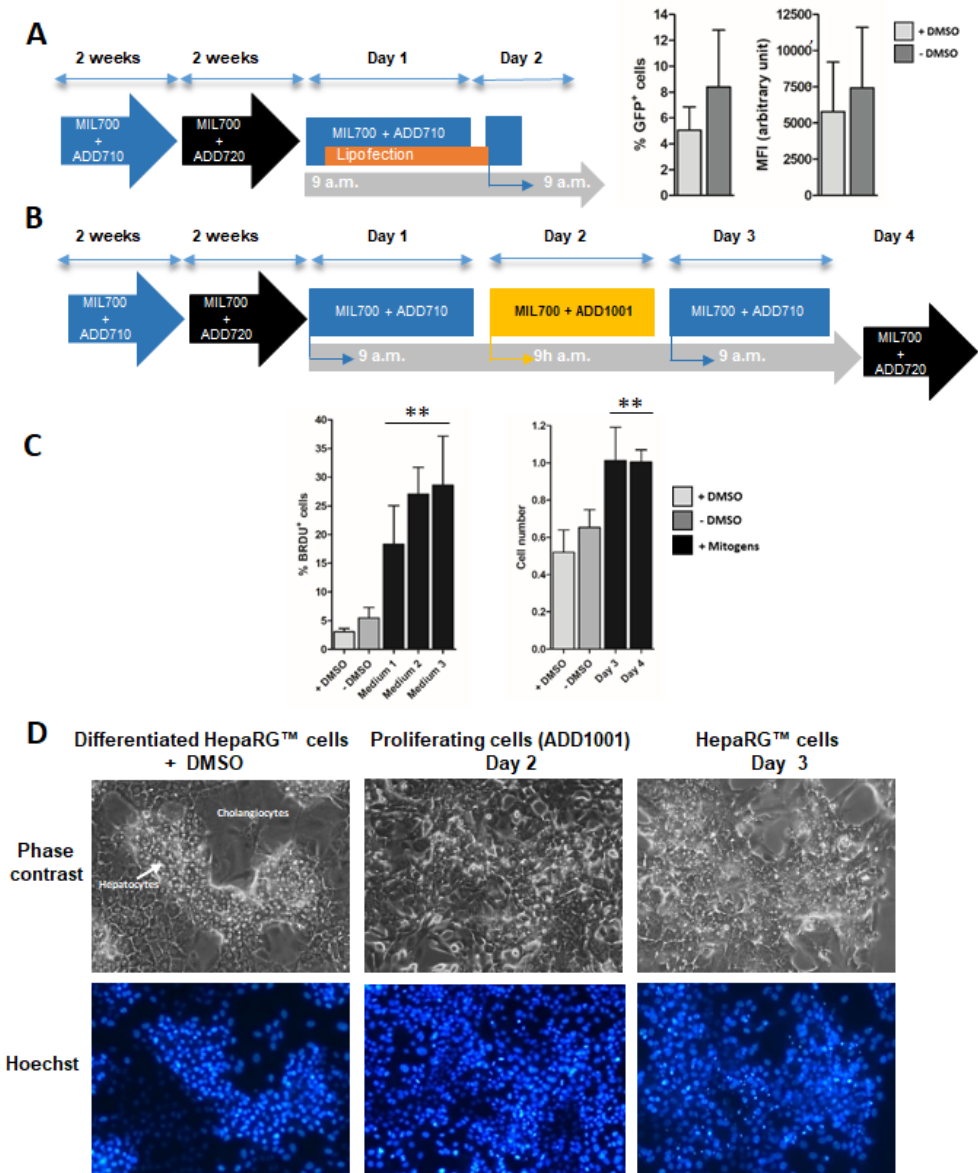 A
2 weeks
2 weeks
Day 1
Day 2
MIL700
+
ADD710
MIL700
+
ADD720
MIL700 + ADD710
Lipofection
9 a.m.
9 a.m.
% GFP+ cells
14
12
10
8
6
4
2
0
MFI (arbitrary unit)
12500
10000
7500
5000
2500
0
+ DMSO
- DMSO
B
2 weeks
2 weeks
Day 1
Day 2
Day 3
Day 4
MIL700
+
ADD710
MIL700
+
ADD720
MIL700 + ADD710
MIL700 + ADD1001
MIL700 + ADD710
9 a.m.
9h a.m.
9 a.m.
MIL700
+
ADD720
C
% BRDU+ cells
40
35
30
25
20
15
10
5
0
**
+ DMSO
- DMSO
Medium 1
Medium 2
Medium 3
Cell number
1.2
1.0
0.8
0.6
0.4
0.2
0.0
**
+ DMSO
- DMSO
Day 3
Day 4
+ DMSO
- DMSO
+ Mitogens
D
Differentiated HepaRG™ cells
+ DMSO
Proliferating cells (ADD1001)
Day 2
HepaRG™ cells
Day 3
Phase
contrast
Cholangiocytes
Hepatocytes
Hoechst